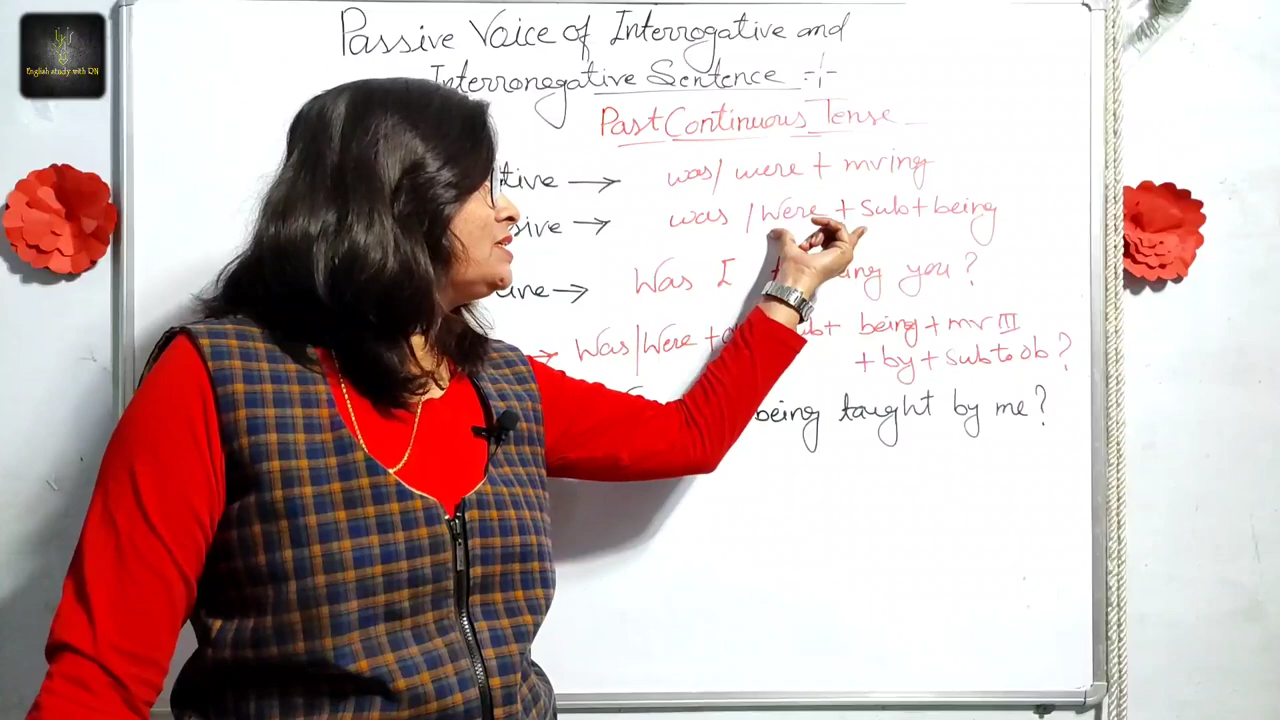 English study with RN
Passive Voice of Interrogative and
Interronegative Sentence :-
Past Continuous Tense
tive → was/were + mving
sive → was/were + sub + being
→ Was I you?
→ Was/Were + being + mv III
+ by + sub to ob?
being taught by me?